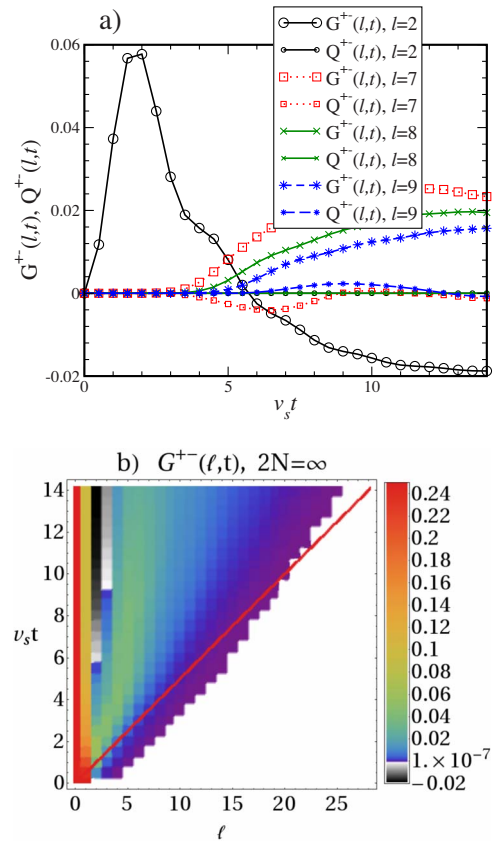 a)
G⁺⁻(l,t), l=2
Q⁺⁻(l,t), l=2
G⁺⁻(l,t), l=7
Q⁺⁻(l,t), l=7
G⁺⁻(l,t), l=8
Q⁺⁻(l,t), l=8
G⁺⁻(l,t), l=9
Q⁺⁻(l,t), l=9
0.06
0.04
0.02
0
-0.02
G⁺⁻(l,t), Q⁺⁻(l,t)
0 5 10
vₛt
b) G⁺⁻(ℓ,t), 2N=∞
14
12
10
8
6
4
2
0
vₛt
0 5 10 15 20 25
ℓ
0.24
0.22
0.2
0.18
0.16
0.14
0.12
0.1
0.08
0.06
0.04
0.02
1.×10⁻⁷
-0.02